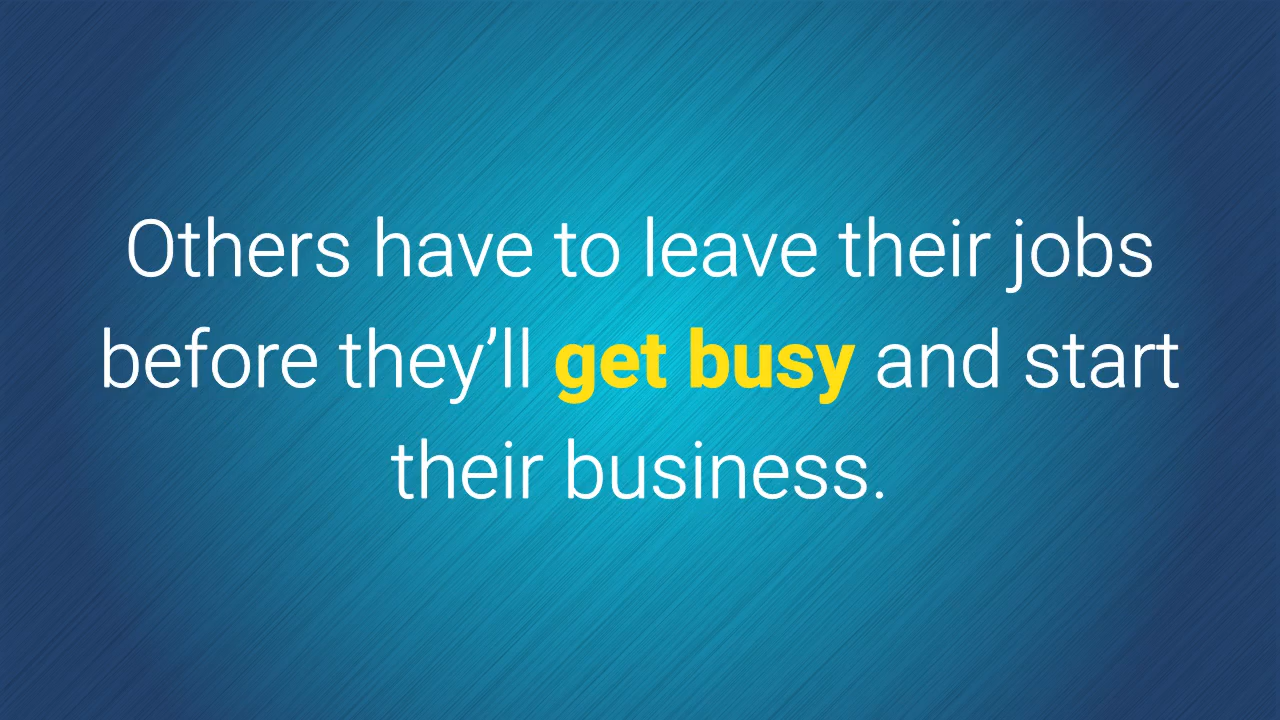 Others have to leave their jobs
before they’ll get busy and start
their business.